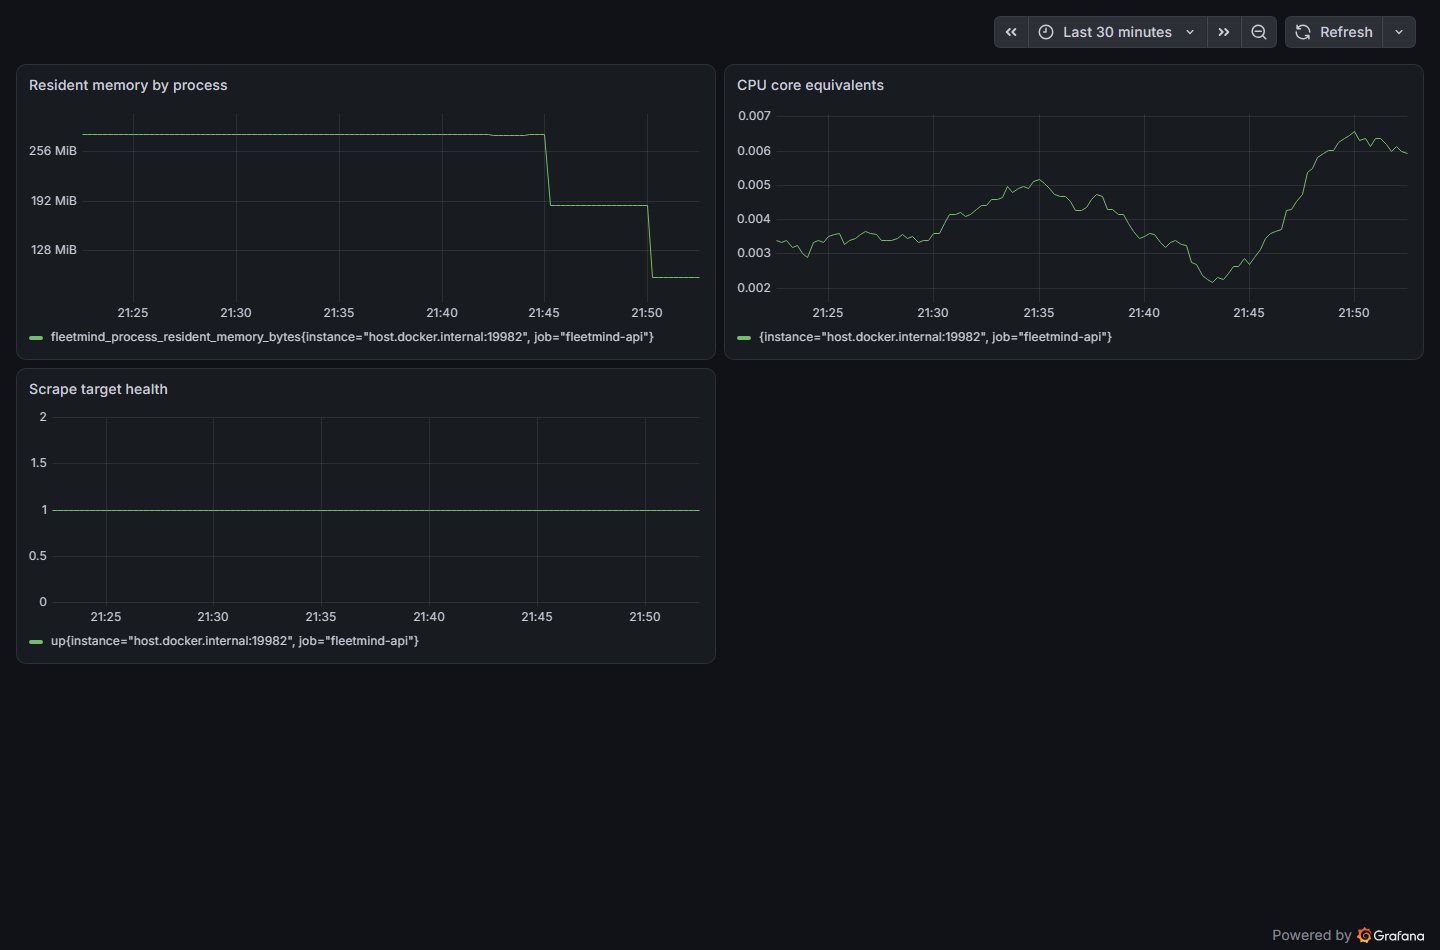 Last 30 minutes
Refresh
Resident memory by process
256 MiB
192 MiB
128 MiB
21:25 21:30 21:35 21:40 21:45 21:50
fleetmind_process_resident_memory_bytes{instance="host.docker.internal:19982", job="fleetmind-api"}
CPU core equivalents
0.007
0.006
0.005
0.004
0.003
0.002
21:25 21:30 21:35 21:40 21:45 21:50
{instance="host.docker.internal:19982", job="fleetmind-api"}
Scrape target health
2
1.5
1
0.5
0
21:25 21:30 21:35 21:40 21:45 21:50
up{instance="host.docker.internal:19982", job="fleetmind-api"}
Powered by Grafana